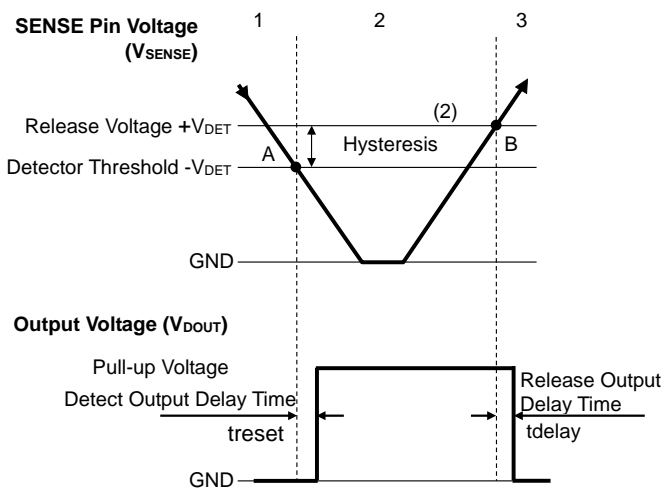 SENSE Pin Voltage
(VSENSE)
1
2
3
Release Voltage +VDET
(2)
A
Hysteresis
B
Detector Threshold -VDET
GND
Output Voltage (VDOUT)
Pull-up Voltage
Detect Output Delay Time
treset
Release Output
Delay Time
tdelay
GND